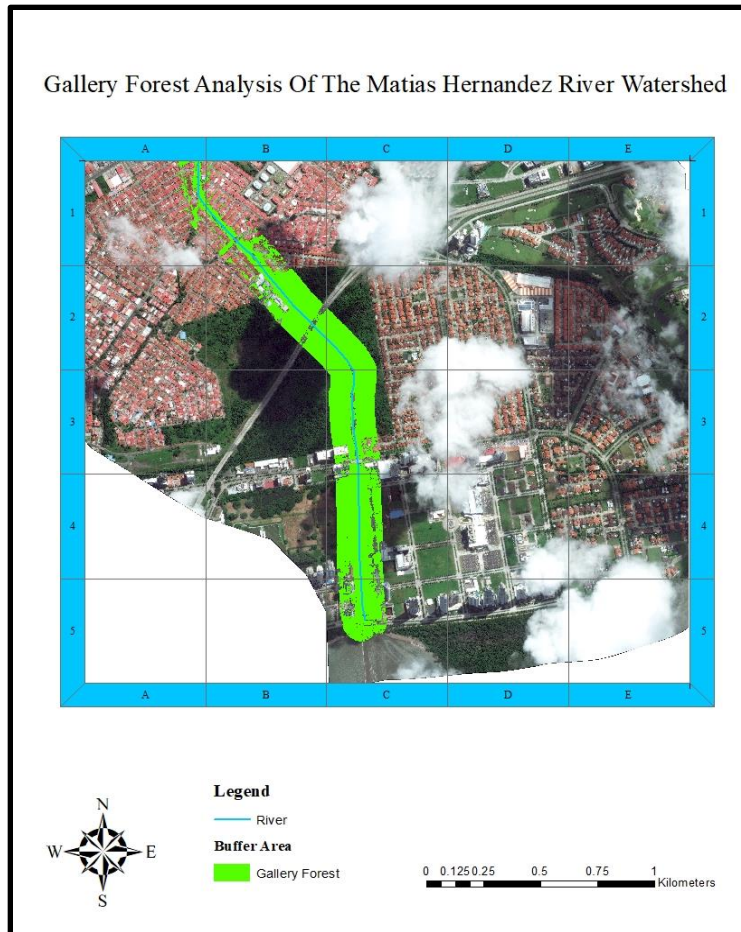 Gallery Forest Analysis Of The Matias Hernandez River Watershed
A B C D E
1 1
2 2
3 3
4 4
5 5
A B C D E
N
W E
S
Legend
River
Buffer Area
Gallery Forest
0 0.125 0.25 0.5 0.75 1
Kilometers